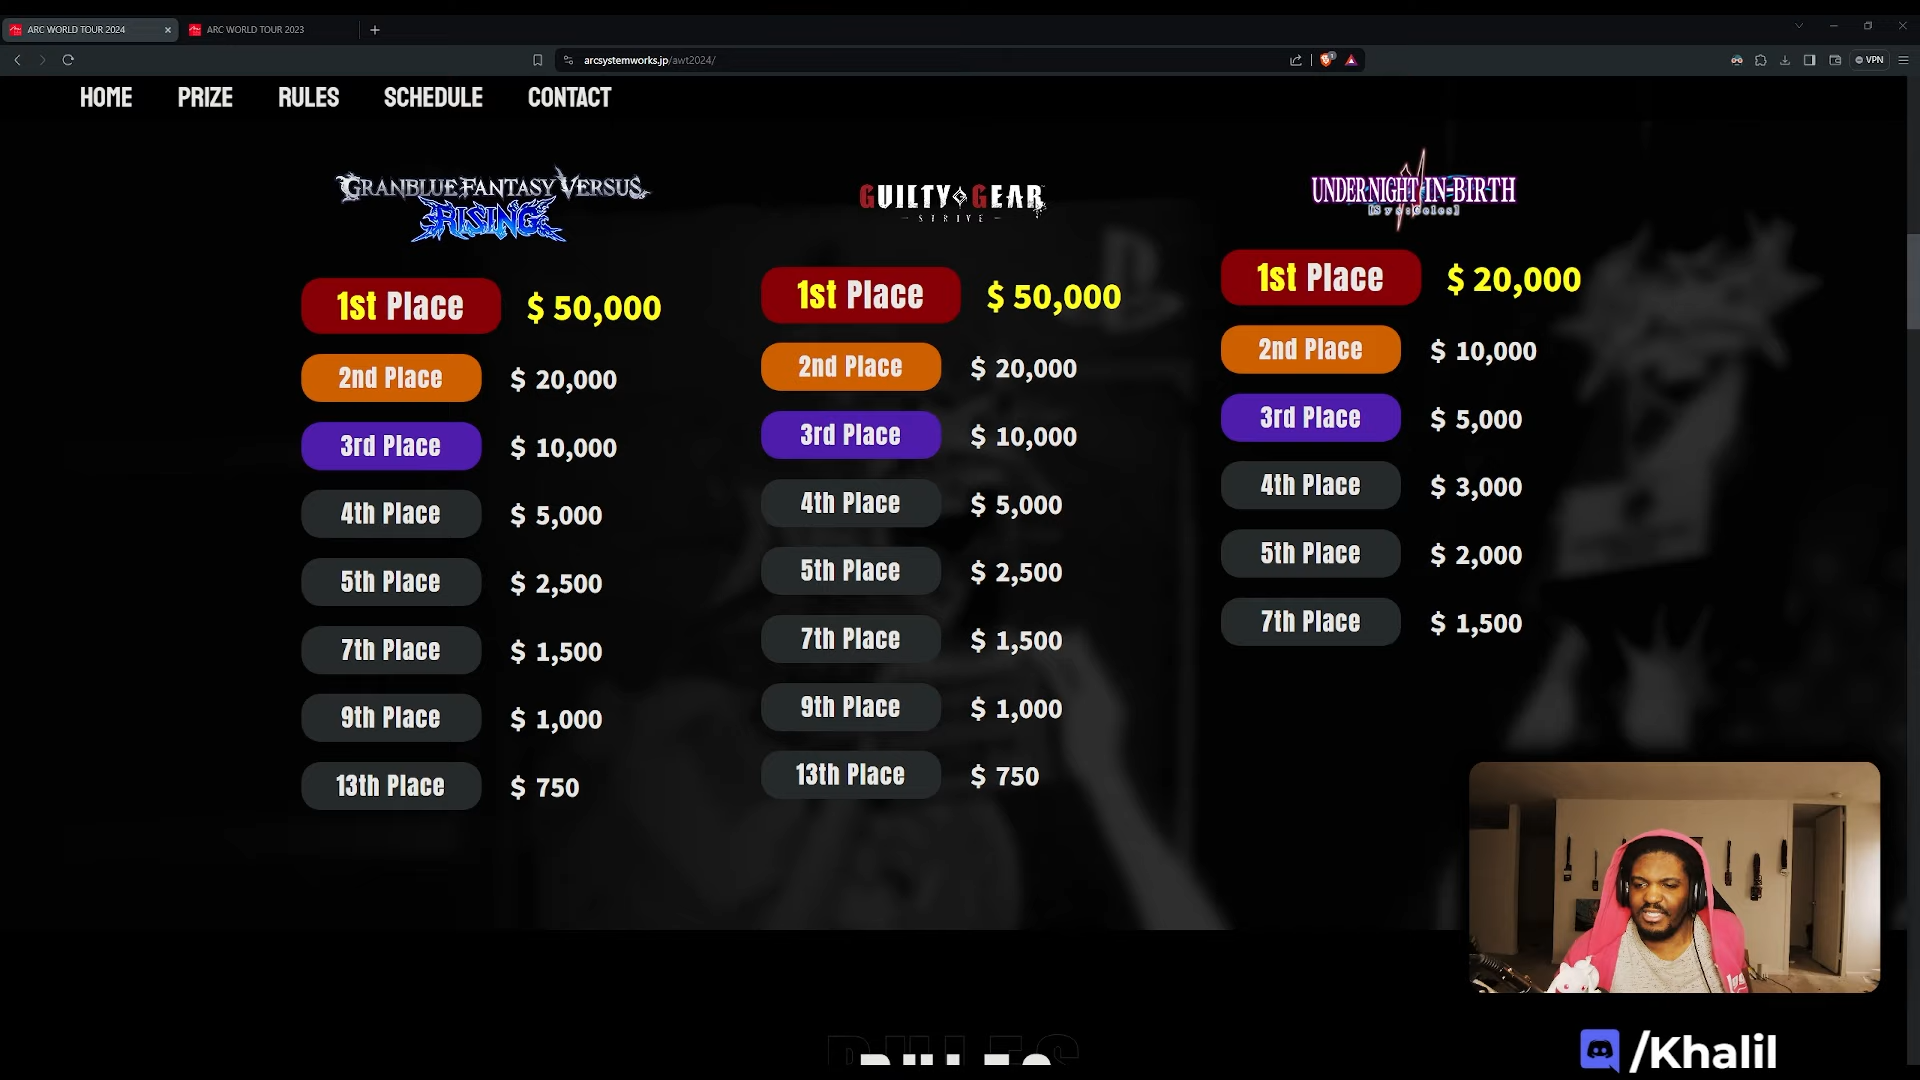 ARC WORLD TOUR 2024
ARC WORLD TOUR 2023
arcsystemworks.jp/awt2024/
VPN
HOME
PRIZE
RULES
SCHEDULE
CONTACT
GRANBLUE FANTASY VERSUS
RISING
1st Place $ 50,000
2nd Place $ 20,000
3rd Place $ 10,000
4th Place $ 5,000
5th Place $ 2,500
7th Place $ 1,500
9th Place $ 1,000
13th Place $ 750
GUILTY GEAR
- STRIVE -
1st Place $ 50,000
2nd Place $ 20,000
3rd Place $ 10,000
4th Place $ 5,000
5th Place $ 2,500
7th Place $ 1,500
9th Place $ 1,000
13th Place $ 750
UNDER NIGHT IN-BIRTH
[Sys:Celes]
1st Place $ 20,000
2nd Place $ 10,000
3rd Place $ 5,000
4th Place $ 3,000
5th Place $ 2,000
7th Place $ 1,500
RULES
/Khalil